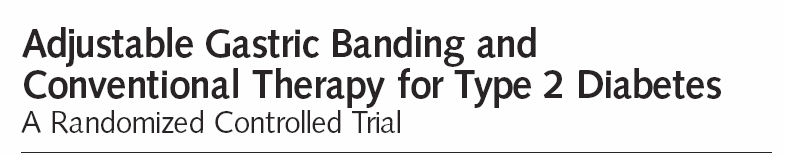 Adjustable Gastric Banding and
Conventional Therapy for Type 2 Diabetes
A Randomized Controlled Trial